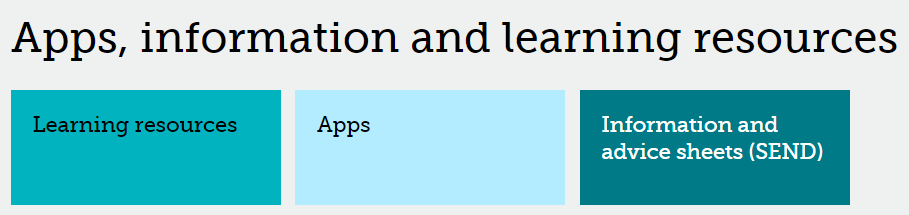 Apps, information and learning resources
Learning resources
Apps
Information and
advice sheets (SEND)